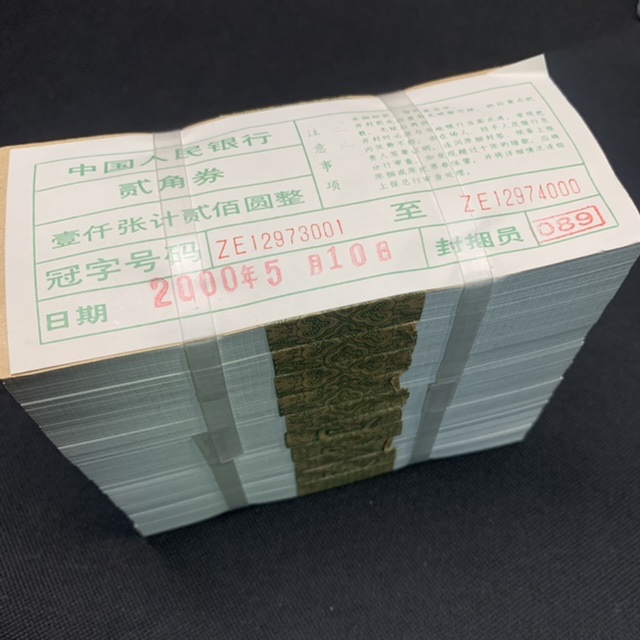 中国人民银行
贰角券
壹仟张计贰佰圆整
冠字号码 ZE12973001 至 ZE12974000
日期 2000年5月10日 封捆员 089
注意事项